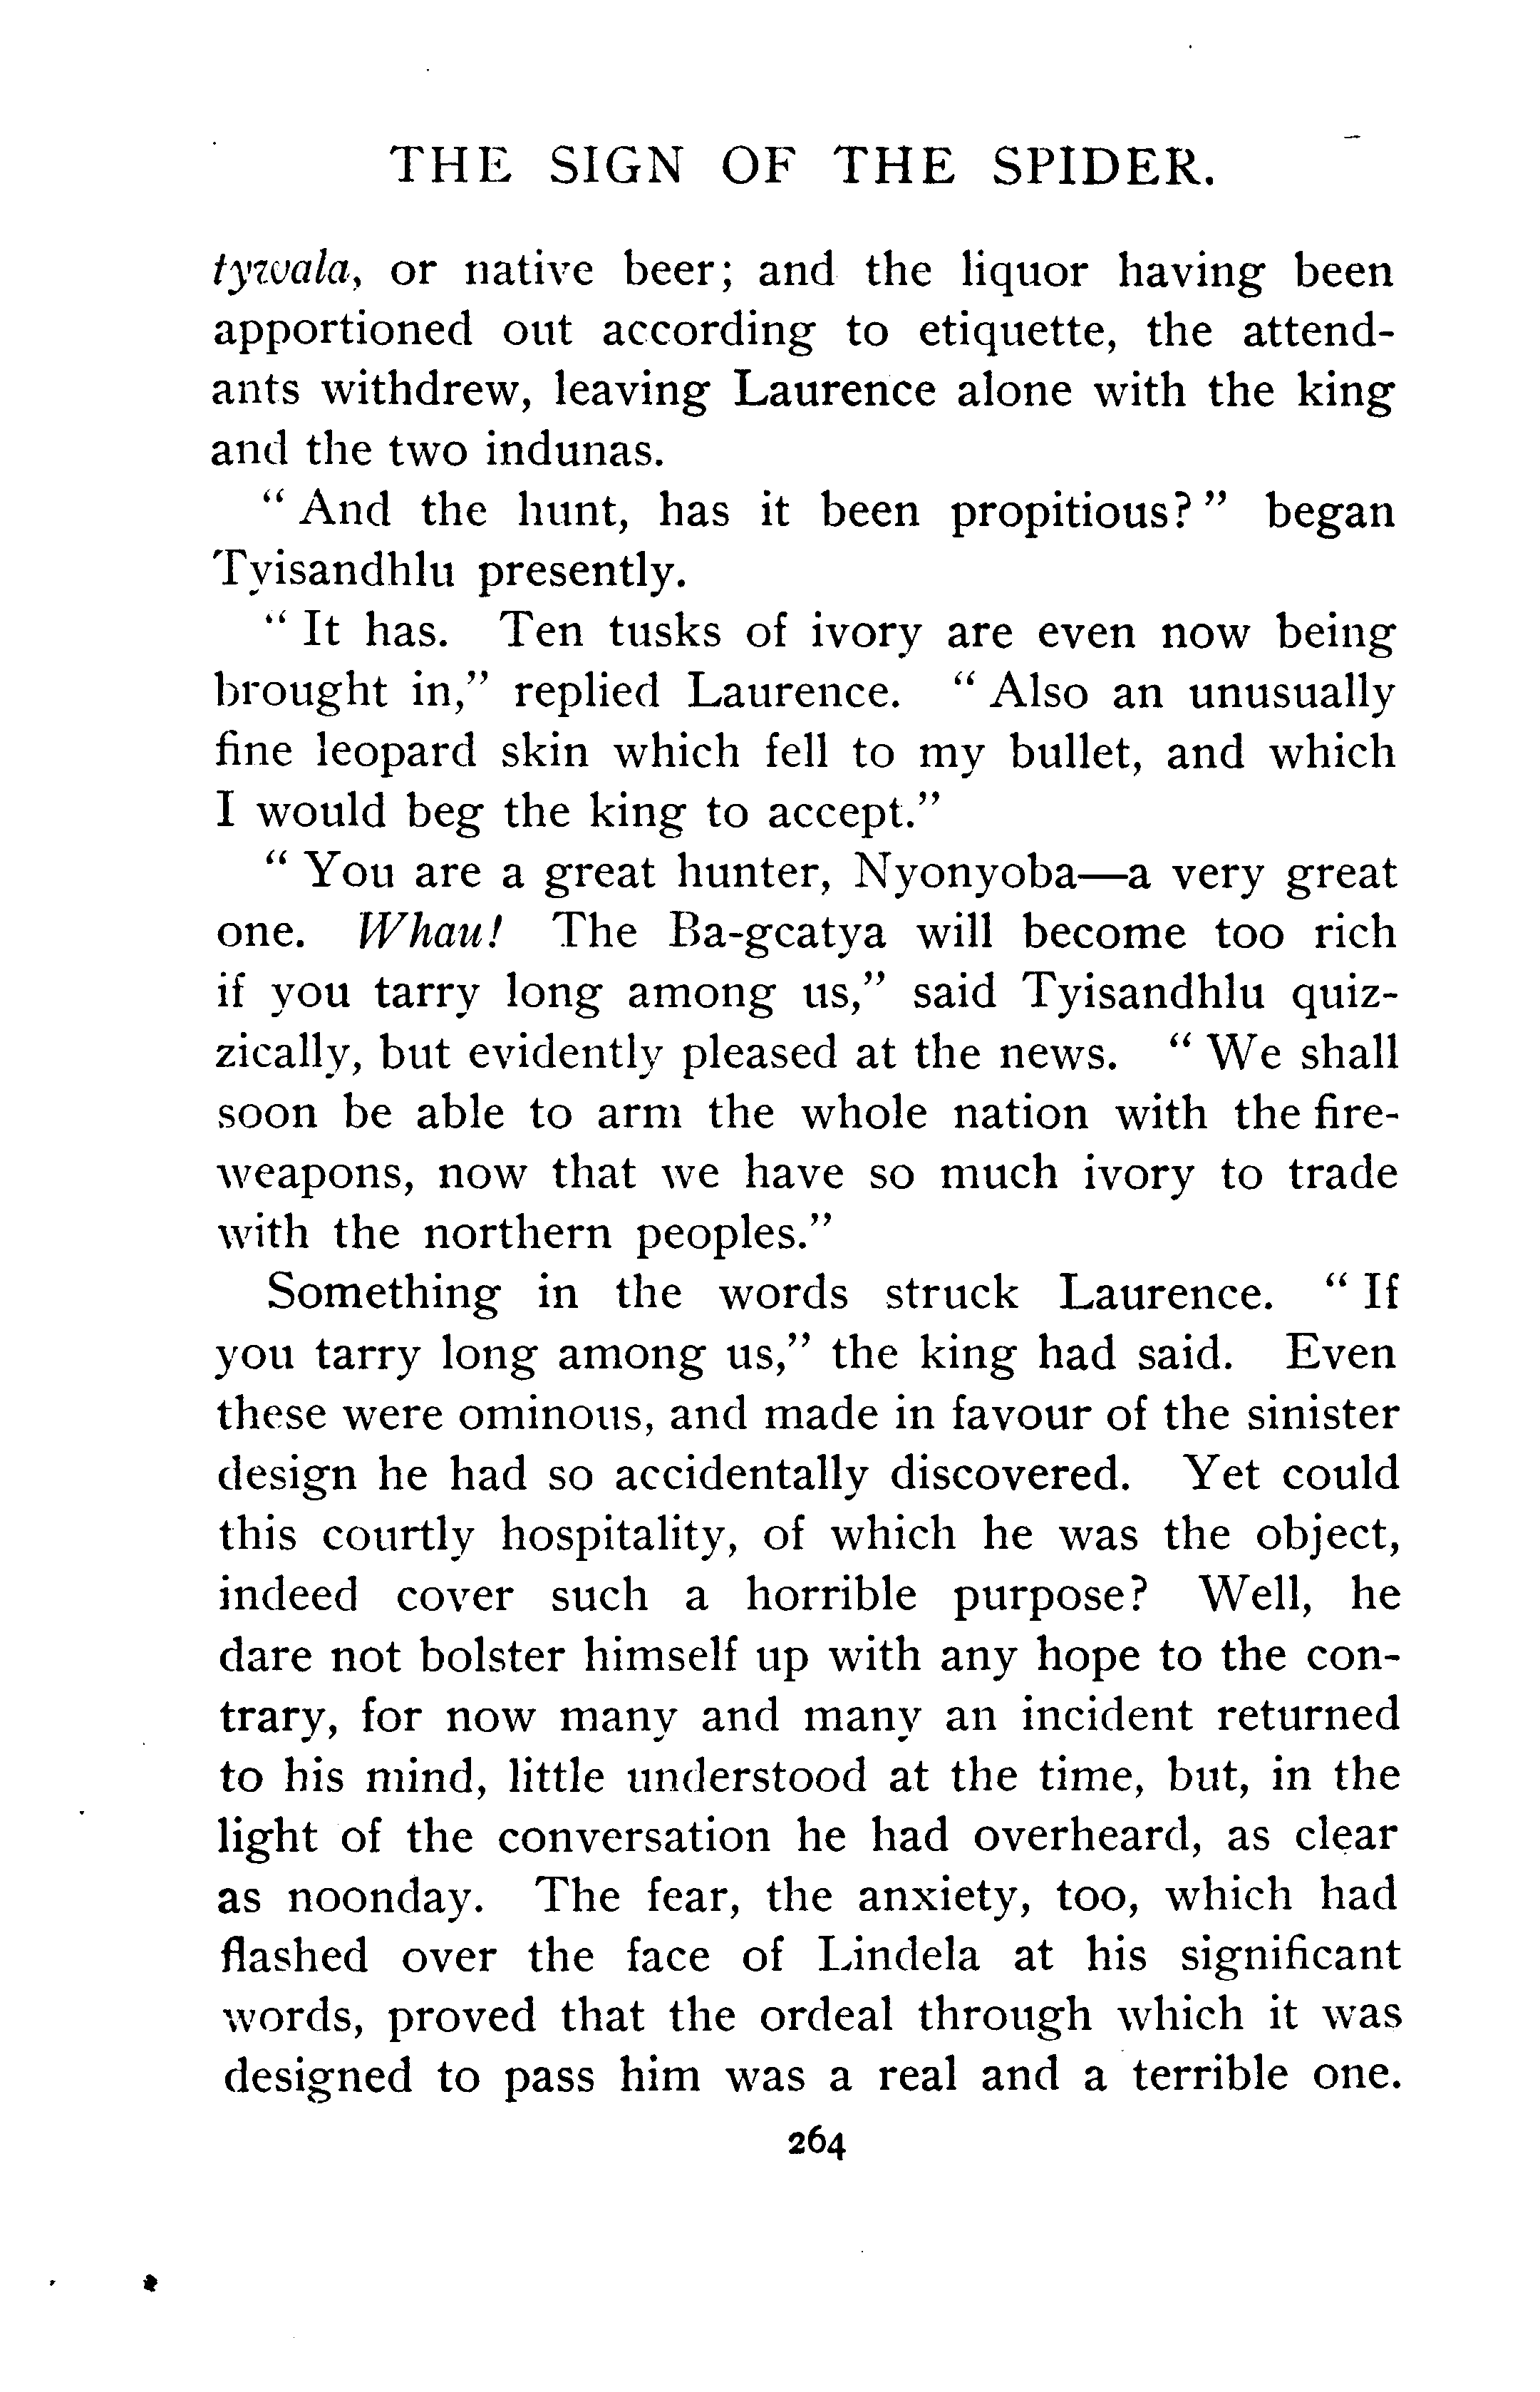 THE SIGN OF THE SPIDER.
tywala, or native beer; and the liquor having been
apportioned out according to etiquette, the attend-
ants withdrew, leaving Laurence alone with the king
and the two indunas.
“And the hunt, has it been propitious?” began
Tyisandhlu presently.
“It has. Ten tusks of ivory are even now being
brought in,” replied Laurence. “Also an unusually
fine leopard skin which fell to my bullet, and which
I would beg the king to accept.”
“You are a great hunter, Nyonyoba—a very great
one. Whau! The Ba-gcatya will become too rich
if you tarry long among us,” said Tyisandhlu quiz-
zically, but evidently pleased at the news. “We shall
soon be able to arm the whole nation with the fire-
weapons, now that we have so much ivory to trade
with the northern peoples.”
Something in the words struck Laurence. “If
you tarry long among us,” the king had said. Even
these were ominous, and made in favour of the sinister
design he had so accidentally discovered. Yet could
this courtly hospitality, of which he was the object,
indeed cover such a horrible purpose? Well, he
dare not bolster himself up with any hope to the con-
trary, for now many and many an incident returned
to his mind, little understood at the time, but, in the
light of the conversation he had overheard, as clear
as noonday. The fear, the anxiety, too, which had
flashed over the face of Lindela at his significant
words, proved that the ordeal through which it was
designed to pass him was a real and a terrible one.
264